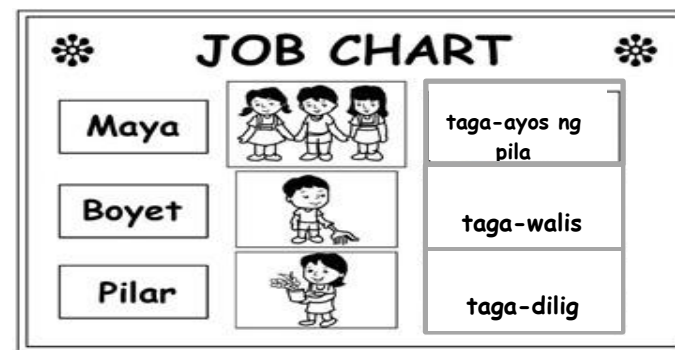 JOB CHART
Maya
taga-ayos ng
pila
Boyet
taga-walis
Pilar
taga-dilig